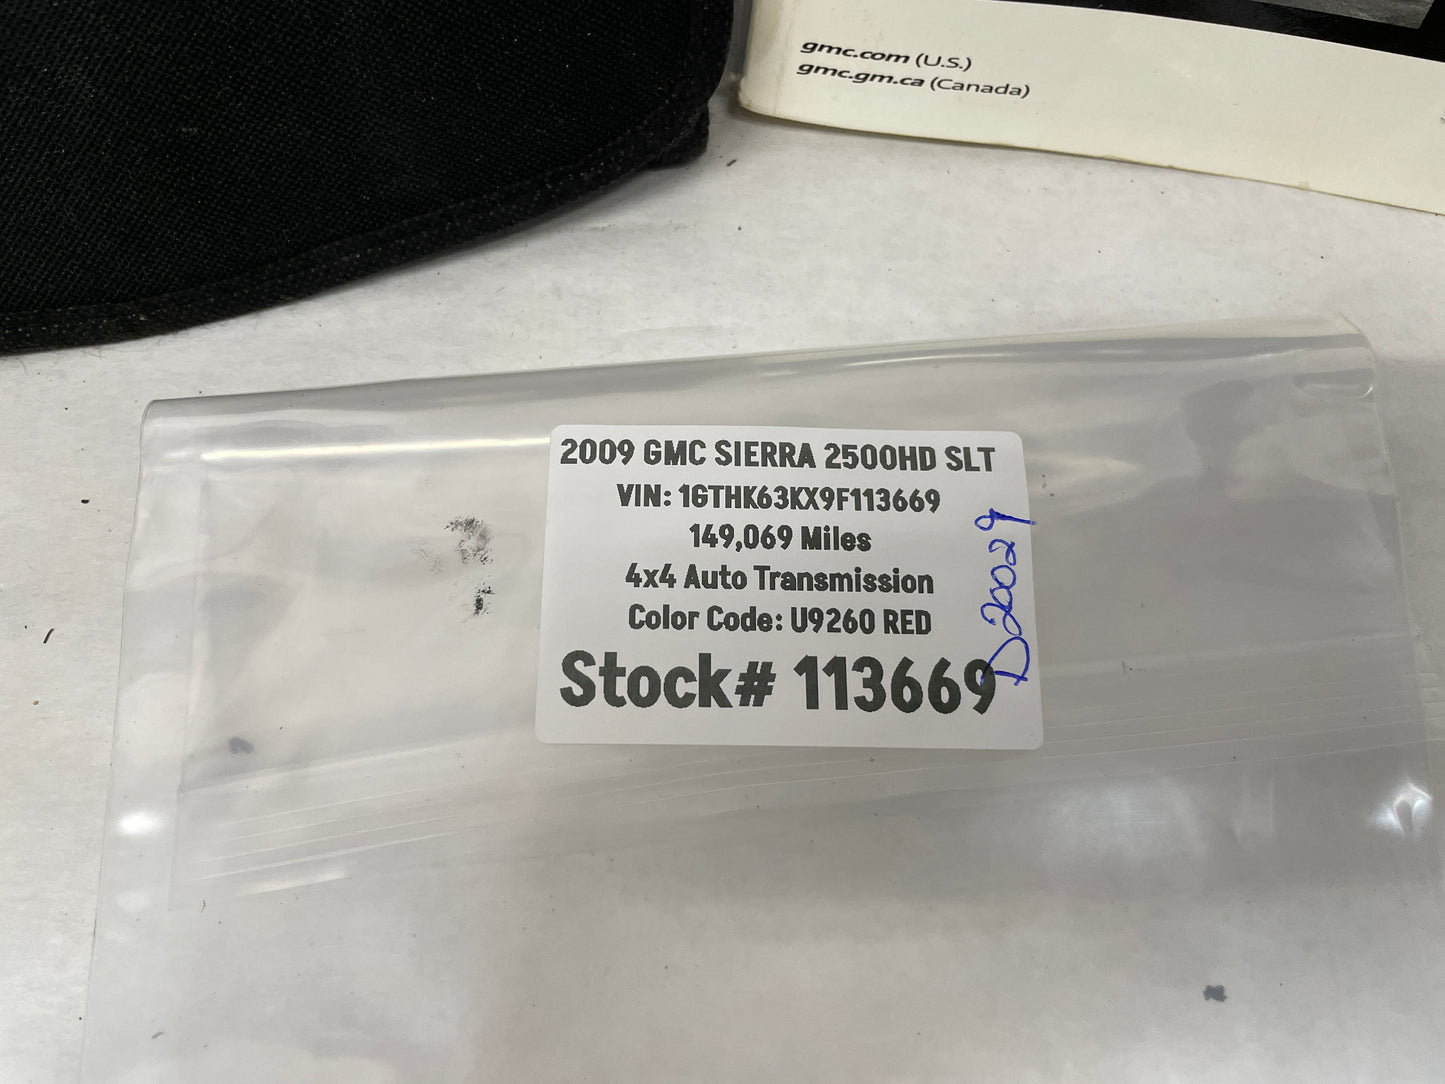 gmc.com (U.S.)
gmc.gm.ca (Canada)
2009 GMC SIERRA 2500HD SLT
VIN: 1GTHK63KX9F113669
149,069 Miles
4x4 Auto Transmission
Color Code: U9260 RED
Stock# 113669
D20029